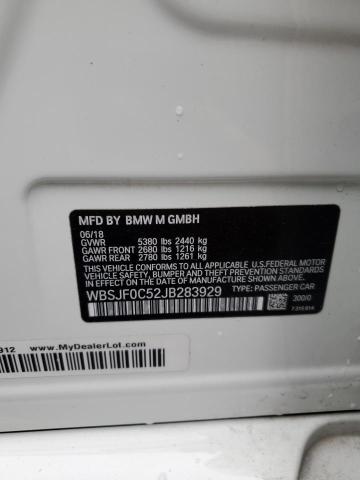 MFD BY BMW M GMBH
06/18
GVWR 5380 lbs 2440 kg
GAWR FRONT 2680 lbs 1216 kg
GAWR REAR 2780 lbs 1261 kg
THIS VEHICLE CONFORMS TO ALL APPLICABLE U.S.FEDERAL MOTOR
VEHICLE SAFETY, BUMPER AND THEFT PREVENTION STANDARDS IN
EFFECT ON THE DATE OF MANUFACTURE SHOWN ABOVE.
WBSJF0C52JB283929 TYPE: PASSENGER CAR
300/0
912 www.MyDealerLot.com